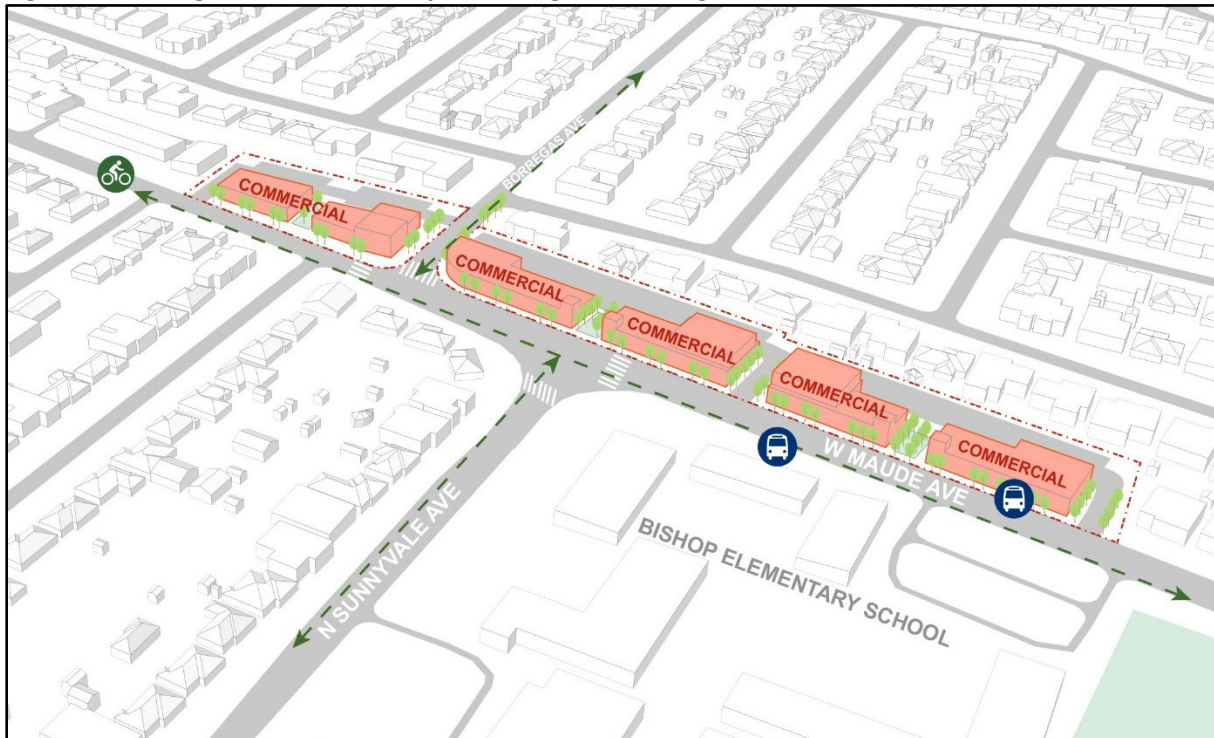 BORREGAS AVE
COMMERCIAL
COMMERCIAL
COMMERCIAL
COMMERCIAL
COMMERCIAL
W MAUDE AVE
N SUNNYVALE AVE
BISHOP ELEMENTARY SCHOOL